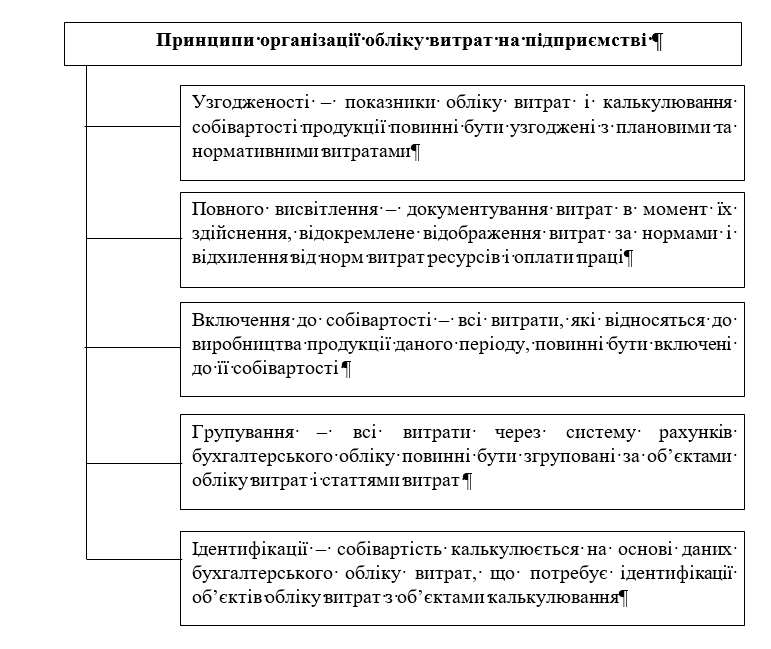 Принципи організації обліку витрат на підприємстві¶
Узгодженості – показники обліку витрат і калькулювання
собівартості продукції повинні бути узгоджені з плановими та
нормативними витратами¶
Повного висвітлення – документування витрат в момент їх
здійснення, відокремлене відображення витрат за нормами і
відхилення від норм витрат ресурсів і оплати праці¶
Включення до собівартості – всі витрати, які відносяться до
виробництва продукції даного періоду, повинні бути включені
до її собівартості¶
Групування – всі витрати через систему рахунків
бухгалтерського обліку повинні бути згруповані за об’єктами
обліку витрат і статтями витрат¶
Ідентифікації – собівартість калькулюється на основі даних
бухгалтерського обліку витрат, що потребує ідентифікації
об’єктів обліку витрат з об’єктами калькулювання¶